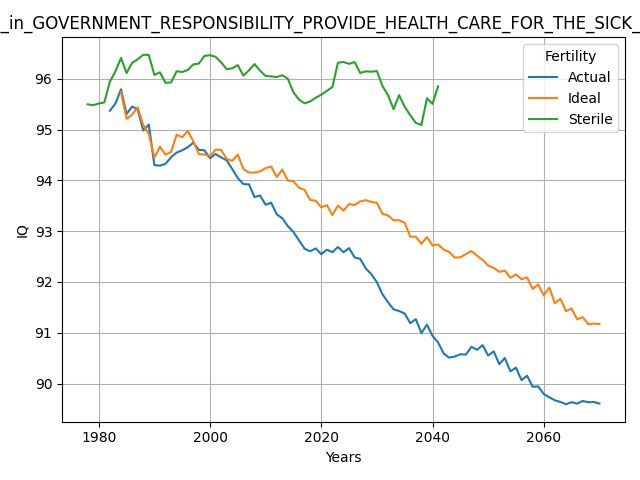 _in_GOVERNMENT_RESPONSIBILITY_PROVIDE_HEALTH_CARE_FOR_THE_SICK_
Fertility
Actual
Ideal
Sterile
IQ
96
95
94
93
92
91
90
1980
2000
2020
2040
2060
Years